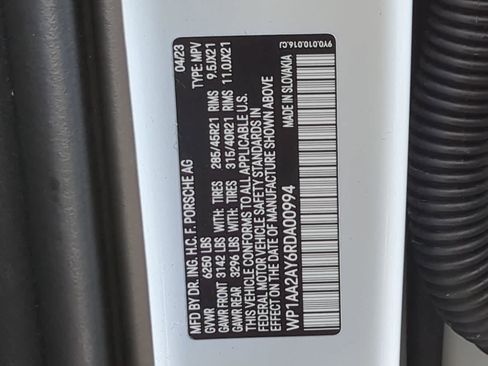 MFD BY DR. ING. H.C. F. PORSCHE AG 04/23
GVWR 6250 LBS TYPE: MPV
GAWR FRONT 3142 LBS WITH: TIRES 285/45R21 RIMS 9.5JX21
GAWR REAR 3296 LBS WITH: TIRES 315/40R21 RIMS 11.0JX21
THIS VEHICLE CONFORMS TO ALL APPLICABLE U.S.
FEDERAL MOTOR VEHICLE SAFETY STANDARDS IN EFFECT
ON THE DATE OF MANUFACTURE SHOWN ABOVE
WP1AA2AY6RDA00994 MADE IN SLOVAKIA
9Y0.010.016.CJ